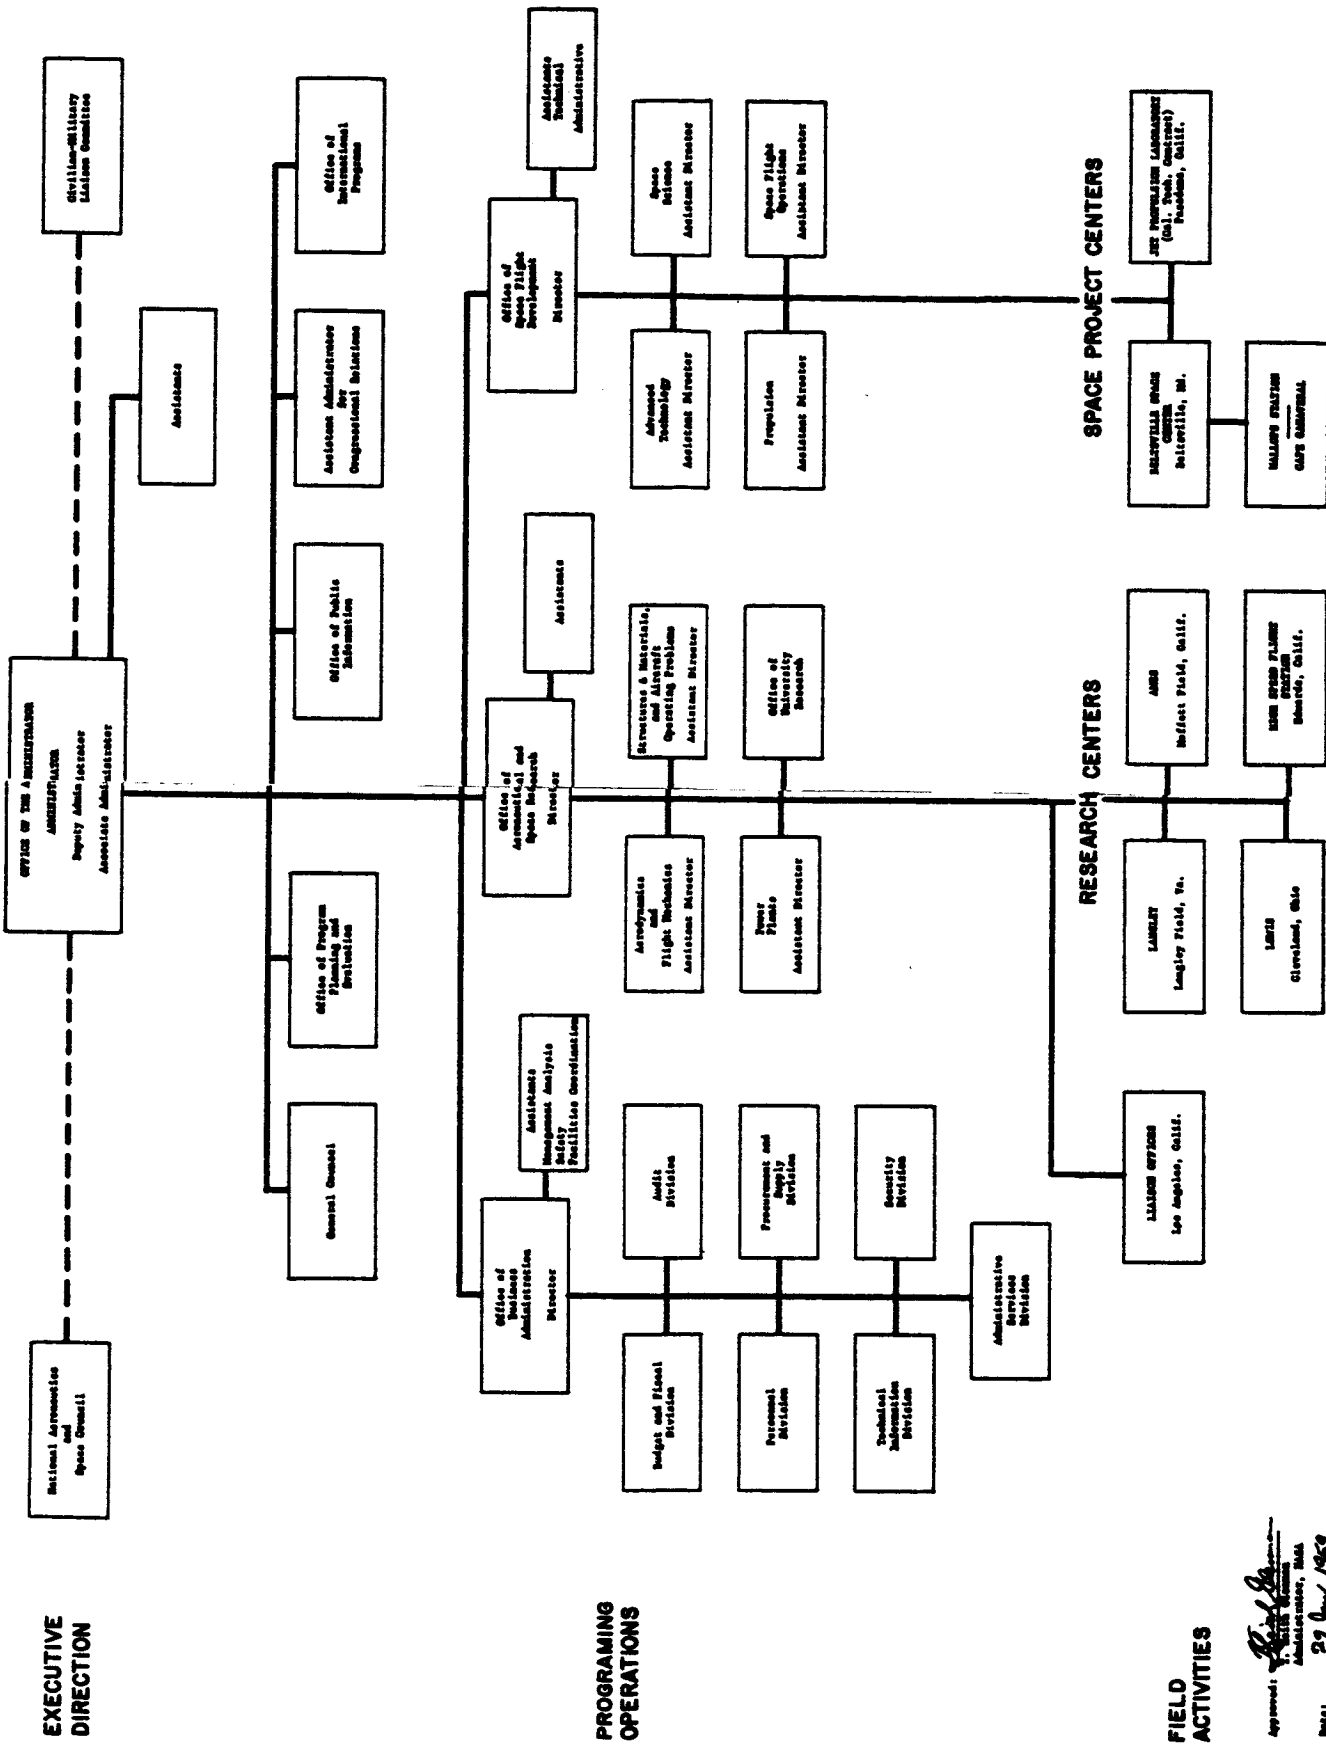 EXECUTIVE
DIRECTION
National Aeronautics
and
Space Council
OFFICE OF THE ADMINISTRATOR
ADMINISTRATOR
Deputy Administrator
Associate Administrator
Civilian-Military
Liaison Committee
Assistants
General Counsel
Office of Program
Planning and
Evaluation
Office of Public
Information
Assistant Administrator
for
Congressional Relations
Office of
International
Programs
PROGRAMING
OPERATIONS
Office of
Business
Administration
Director
Assistants
Management Analysis
Safety
Facilities Coordination
Budget and Fiscal
Division
Audit
Division
Personnel
Division
Procurement and
Supply
Division
Technical
Information
Division
Security
Division
Administrative
Services
Division
Office of
Aeronautical and
Space Research
Director
Assistants
Aerodynamics
and
Flight Mechanics
Assistant Director
Structures & Materials,
and Aircraft
Operating Problems
Assistant Director
Power
Plants
Assistant Director
Office of
University
Research
Office of
Space Flight
Development
Director
Assistants
Technical
Administrative
Advanced
Technology
Assistant Director
Space
Science
Assistant Director
Propulsion
Assistant Director
Space Flight
Operations
Assistant Director
FIELD
ACTIVITIES
LIAISON OFFICES
Los Angeles, Calif.
RESEARCH CENTERS
LANGLEY
Langley Field, Va.
AMES
Moffett Field, Calif.
LEWIS
Cleveland, Ohio
HIGH SPEED FLIGHT
STATION
Edwards, Calif.
SPACE PROJECT CENTERS
BELTSVILLE SPACE
CENTER
Beltsville, Md.
JET PROPULSION LABORATORY
(Cal. Tech. Contract)
Pasadena, Calif.
WALLOPS STATION
CAPE CANAVERAL
Approved:
T. Keith Glennan
Administrator, NASA
Date: 29 Jan 1959